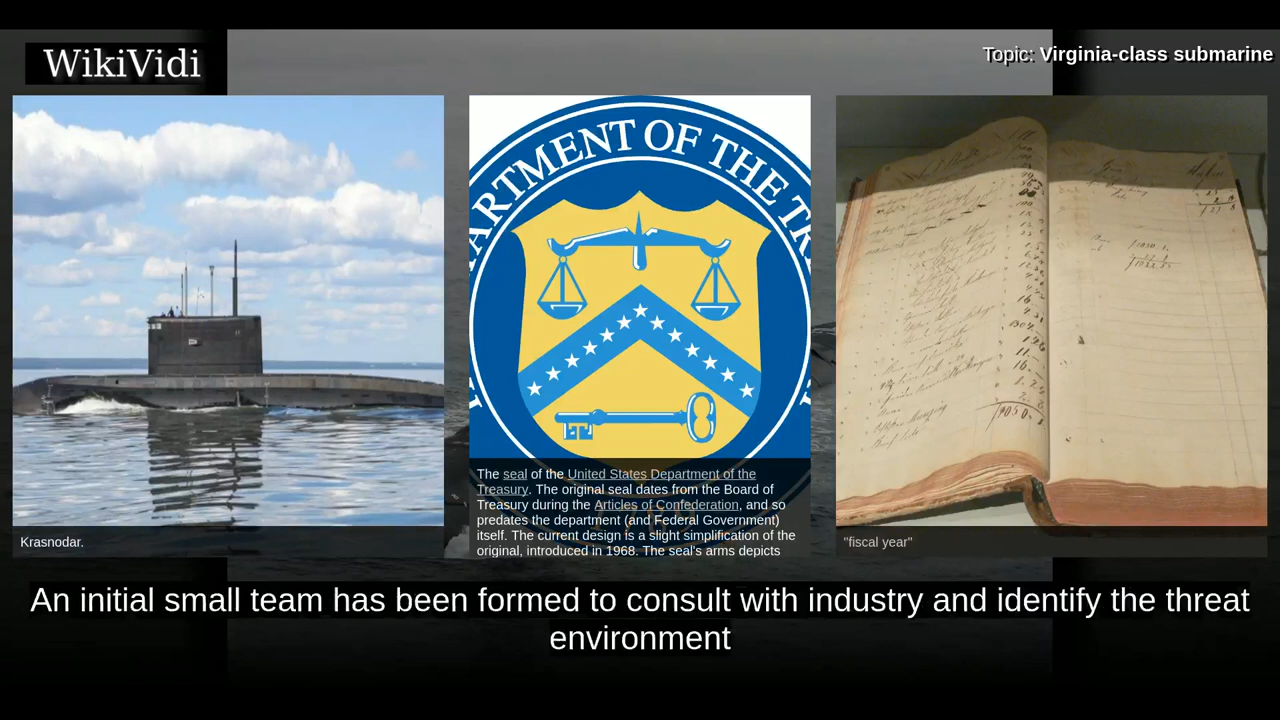 WikiVidi
Topic: Virginia-class submarine
ARTMENT OF THE TR
The seal of the United States Department of the
Treasury. The original seal dates from the Board of
Treasury during the Articles of Confederation, and so
predates the department (and Federal Government)
itself. The current design is a slight simplification of the
original, introduced in 1968. The seal's arms depicts
Krasnodar.
"fiscal year"
An initial small team has been formed to consult with industry and identify the threat
environment